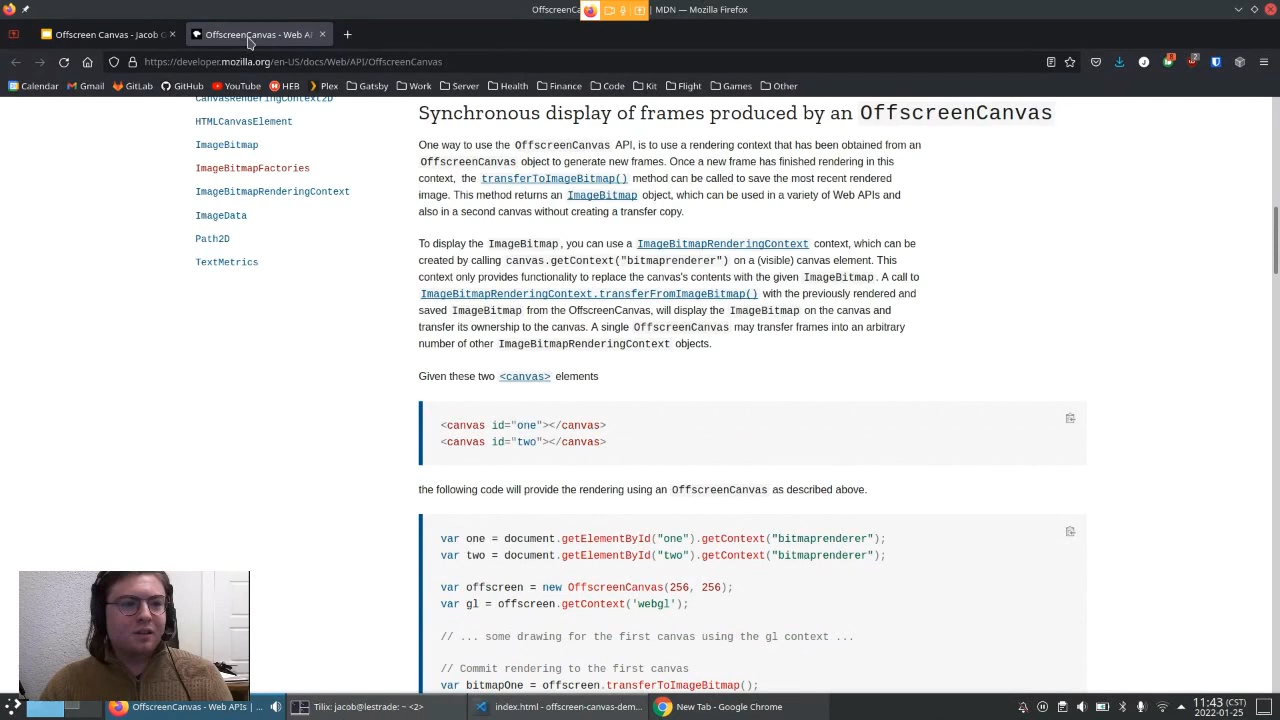 OffscreenC
MDN — Mozilla Firefox
OffscreenCanvas - Jacob
OffscreenCanvas - Web AP
https://developer.mozilla.org/en-US/docs/Web/API/OffscreenCanvas
Calendar Gmail GitLab GitHub YouTube HEB Plex Gatsby Work Server Health Finance Code Kit Flight Games Other
CanvasRenderingContext2D
HTMLCanvasElement
ImageBitmap
ImageBitmapFactories
ImageBitmapRenderingContext
ImageData
Path2D
TextMetrics
Synchronous display of frames produced by an OffscreenCanvas
One way to use the OffscreenCanvas API, is to use a rendering context that has been obtained from an
OffscreenCanvas object to generate new frames. Once a new frame has finished rendering in this
context, the transferToImageBitmap() method can be called to save the most recent rendered
image. This method returns an ImageBitmap object, which can be used in a variety of Web APIs and
also in a second canvas without creating a transfer copy.
To display the ImageBitmap, you can use a ImageBitmapRenderingContext context, which can be
created by calling canvas.getContext("bitmaprenderer") on a (visible) canvas element. This
context only provides functionality to replace the canvas's contents with the given ImageBitmap. A call to
ImageBitmapRenderingContext.transferFromImageBitmap() with the previously rendered and
saved ImageBitmap from the OffscreenCanvas, will display the ImageBitmap on the canvas and
transfer its ownership to the canvas. A single OffscreenCanvas may transfer frames into an arbitrary
number of other ImageBitmapRenderingContext objects.
Given these two <canvas> elements
<canvas id="one"></canvas>
<canvas id="two"></canvas>
the following code will provide the rendering using an OffscreenCanvas as described above.
var one = document.getElementById("one").getContext("bitmaprenderer");
var two = document.getElementById("two").getContext("bitmaprenderer");
var offscreen = new OffscreenCanvas(256, 256);
var gl = offscreen.getContext('webgl');
// ... some drawing for the first canvas using the gl context ...
// Commit rendering to the first canvas
var bitmapOne = offscreen.transferToImageBitmap();
OffscreenCanvas - Web APIs |...
Tilix: jacob@lestrade: ~ <2>
index.html - offscreen-canvas-dem...
New Tab - Google Chrome
11:43 (CST)
2022-01-25